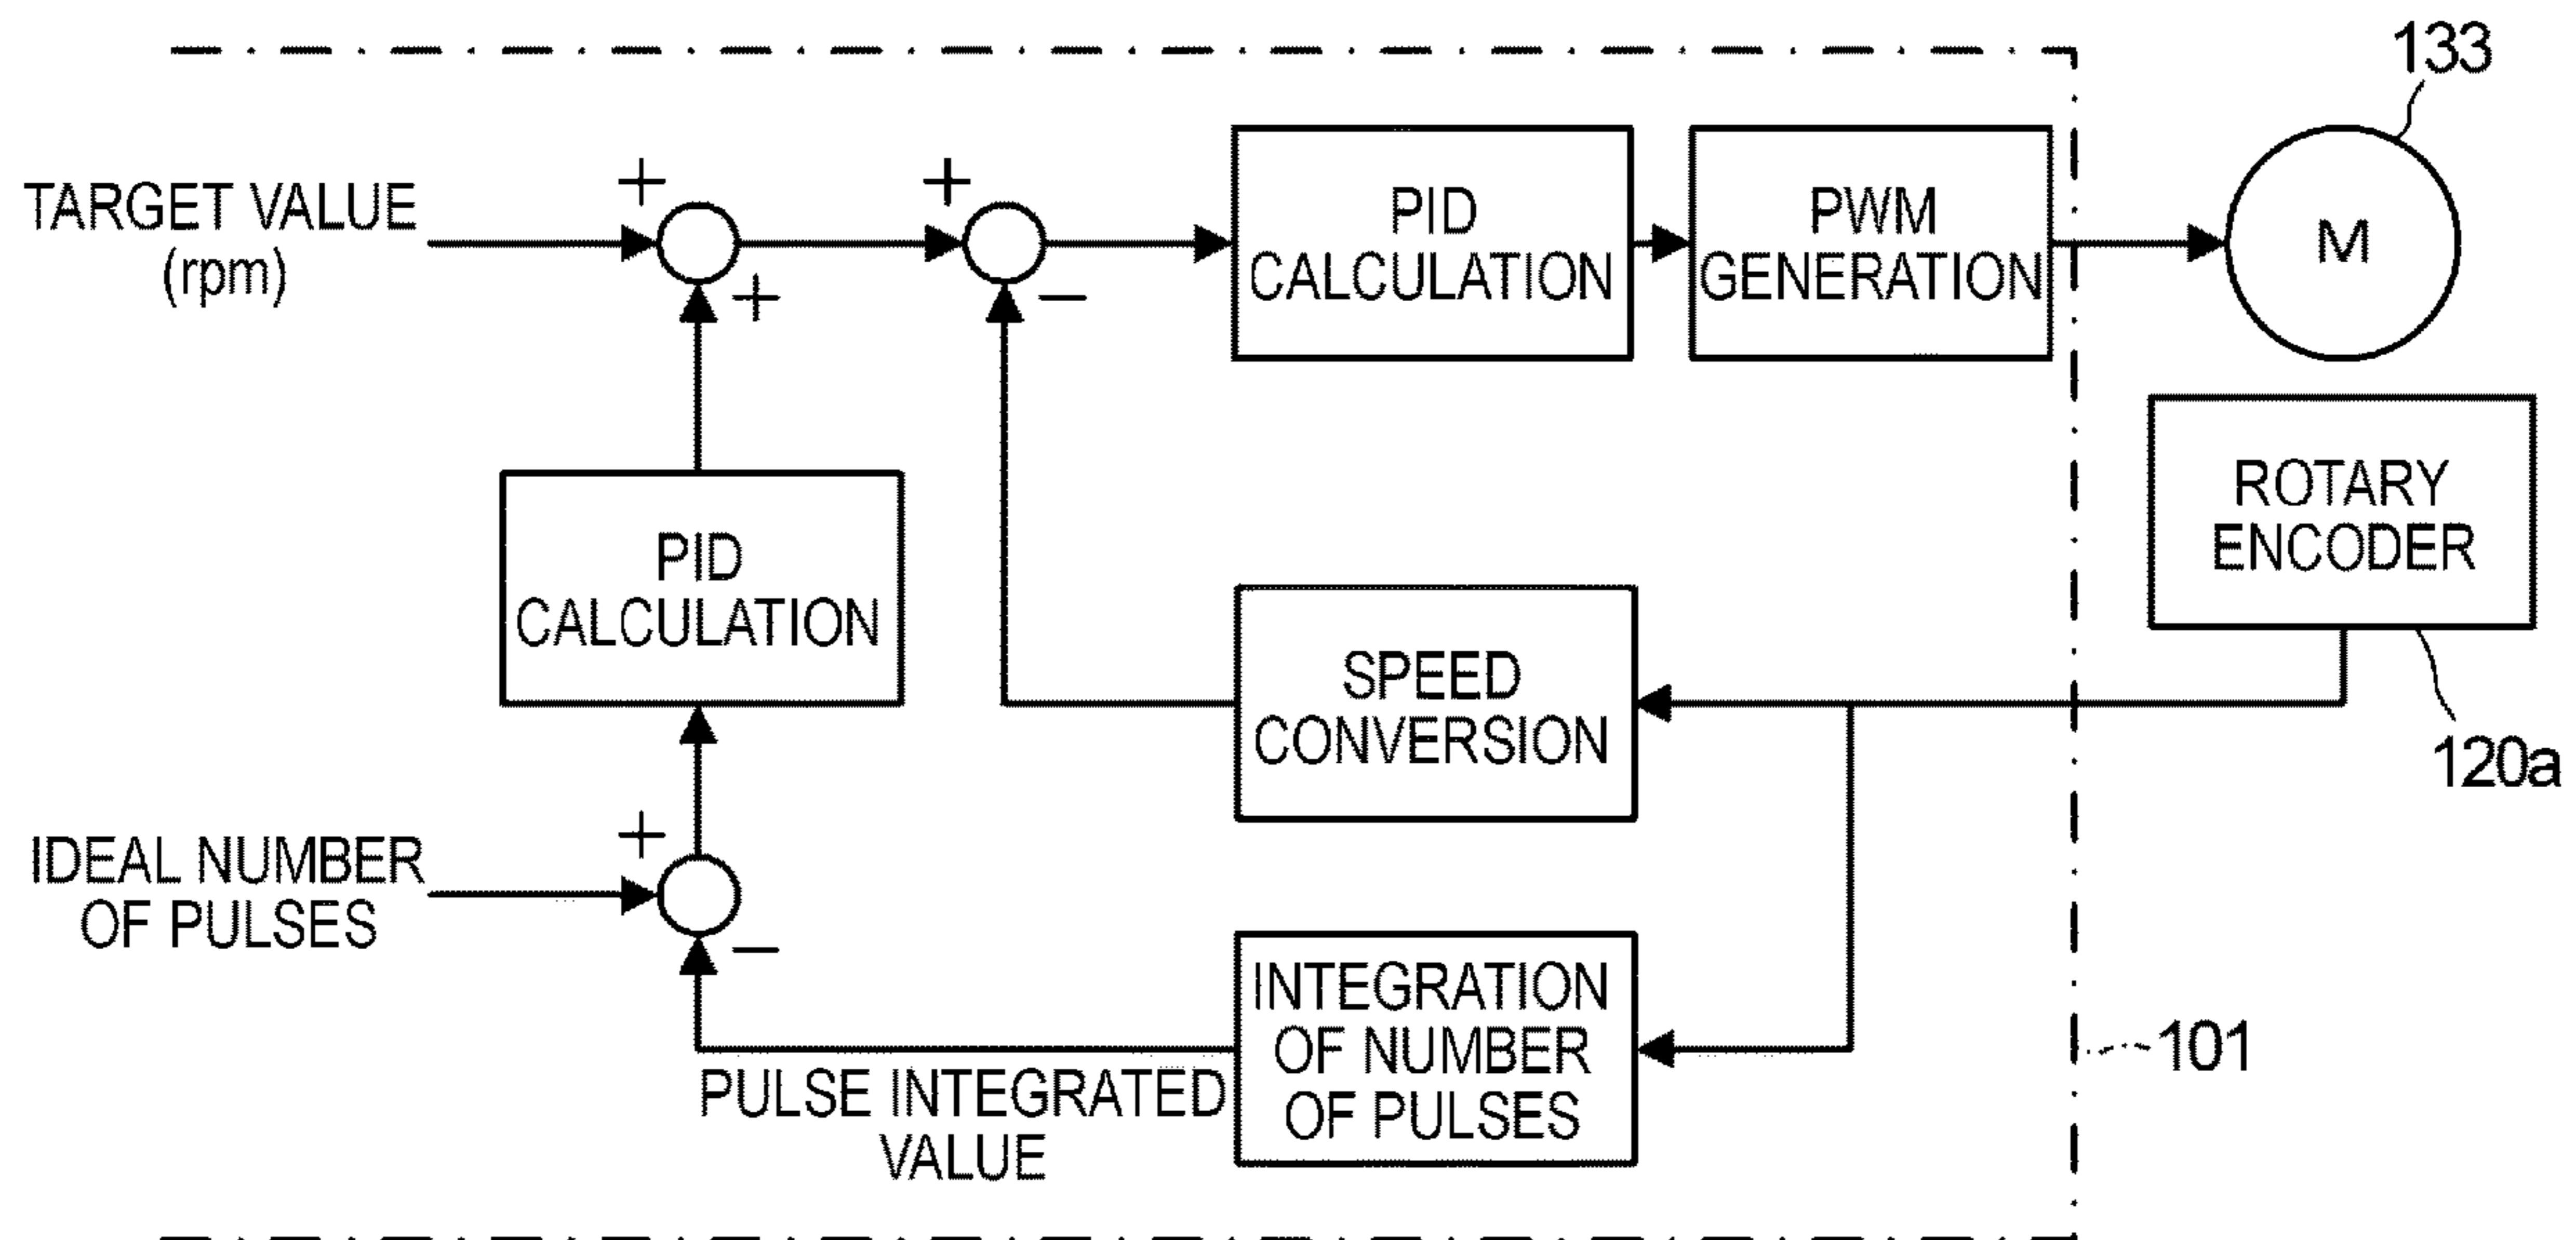 133
TARGET VALUE
(rpm)
+
+
+
−
PID
CALCULATION
PWM
GENERATION
M
ROTARY
ENCODER
120a
PID
CALCULATION
SPEED
CONVERSION
IDEAL NUMBER
OF PULSES
+
−
INTEGRATION
OF NUMBER
OF PULSES
PULSE INTEGRATED
VALUE
101